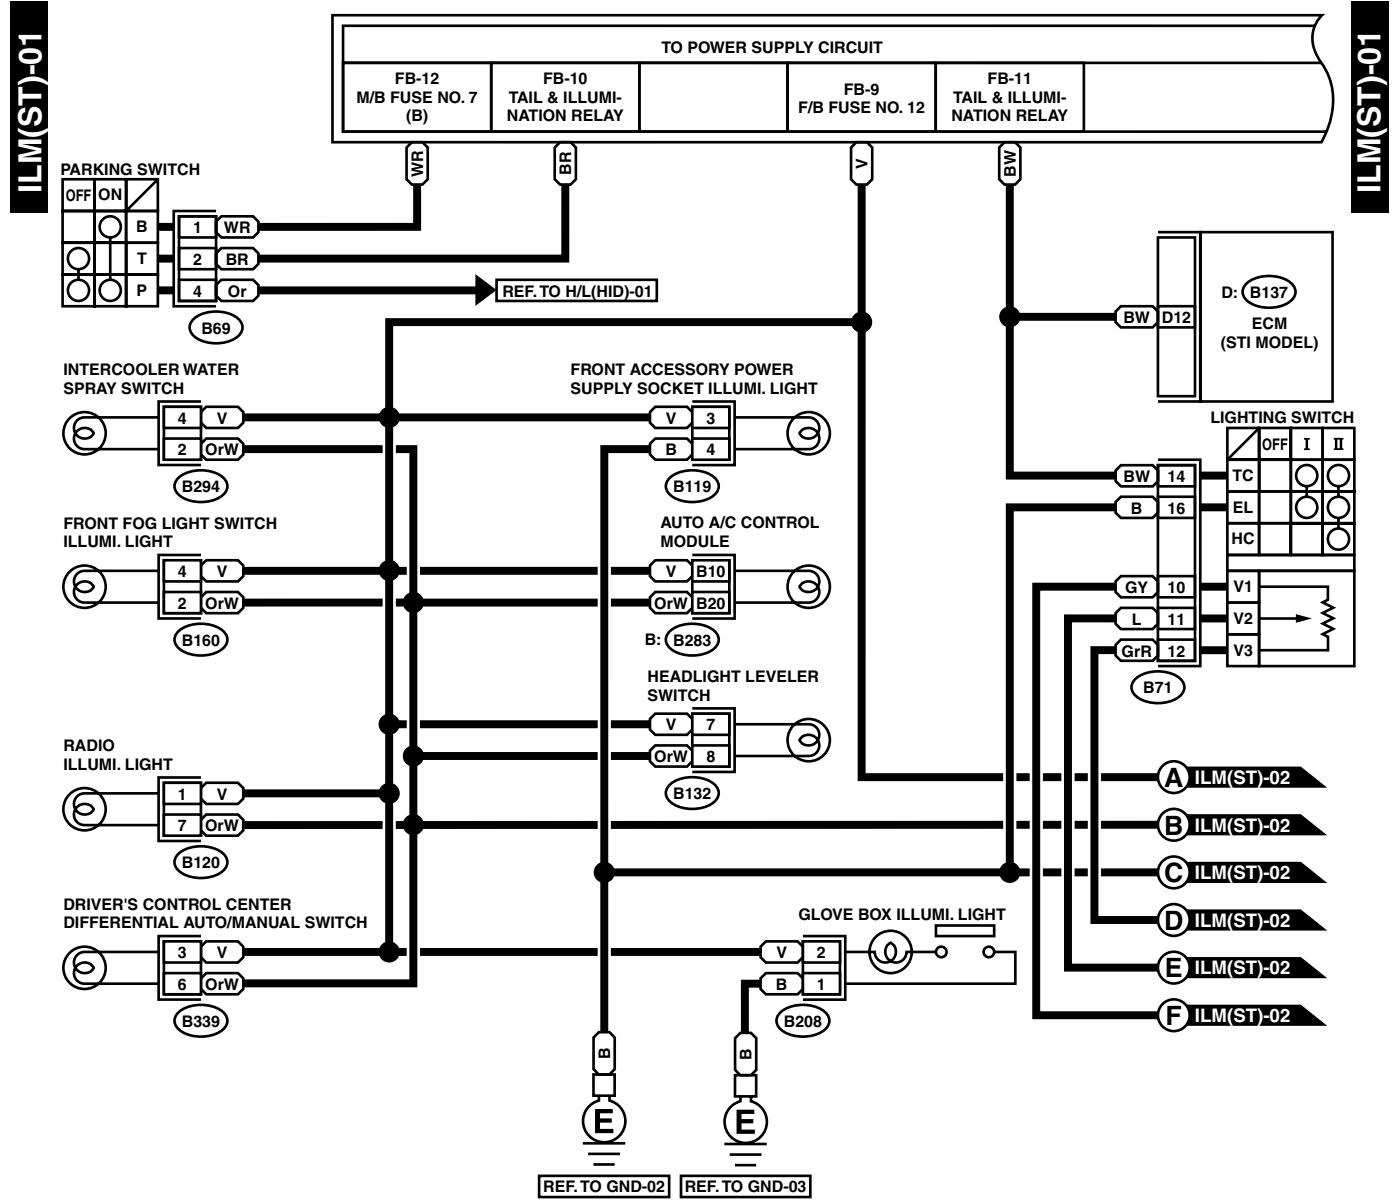 ILM(ST)-01
ILM(ST)-01
TO POWER SUPPLY CIRCUIT
FB-12
M/B FUSE NO. 7
(B)
FB-10
TAIL & ILLUMI-
NATION RELAY
FB-9
F/B FUSE NO. 12
FB-11
TAIL & ILLUMI-
NATION RELAY
WR
BR
V
BW
PARKING SWITCH
OFF ON
B 1 WR
T 2 BR
P 4 Or
REF. TO H/L(HID)-01
B69
D: B137
ECM
(STI MODEL)
BW D12
INTERCOOLER WATER
SPRAY SWITCH
4 V
2 OrW
B294
FRONT ACCESSORY POWER
SUPPLY SOCKET ILLUMI. LIGHT
V 3
B 4
B119
LIGHTING SWITCH
OFF I II
BW 14 TC
B 16 EL
HC
GY 10 V1
L 11 V2
GrR 12 V3
B71
FRONT FOG LIGHT SWITCH
ILLUMI. LIGHT
4 V
2 OrW
B160
AUTO A/C CONTROL
MODULE
V B10
OrW B20
B: B283
HEADLIGHT LEVELER
SWITCH
V 7
OrW 8
B132
RADIO
ILLUMI. LIGHT
1 V
7 OrW
B120
A ILM(ST)-02
B ILM(ST)-02
C ILM(ST)-02
D ILM(ST)-02
E ILM(ST)-02
F ILM(ST)-02
DRIVER'S CONTROL CENTER
DIFFERENTIAL AUTO/MANUAL SWITCH
3 V
6 OrW
B339
GLOVE BOX ILLUMI. LIGHT
V 2
B 1
B208
B
B
E
E
REF. TO GND-02
REF. TO GND-03